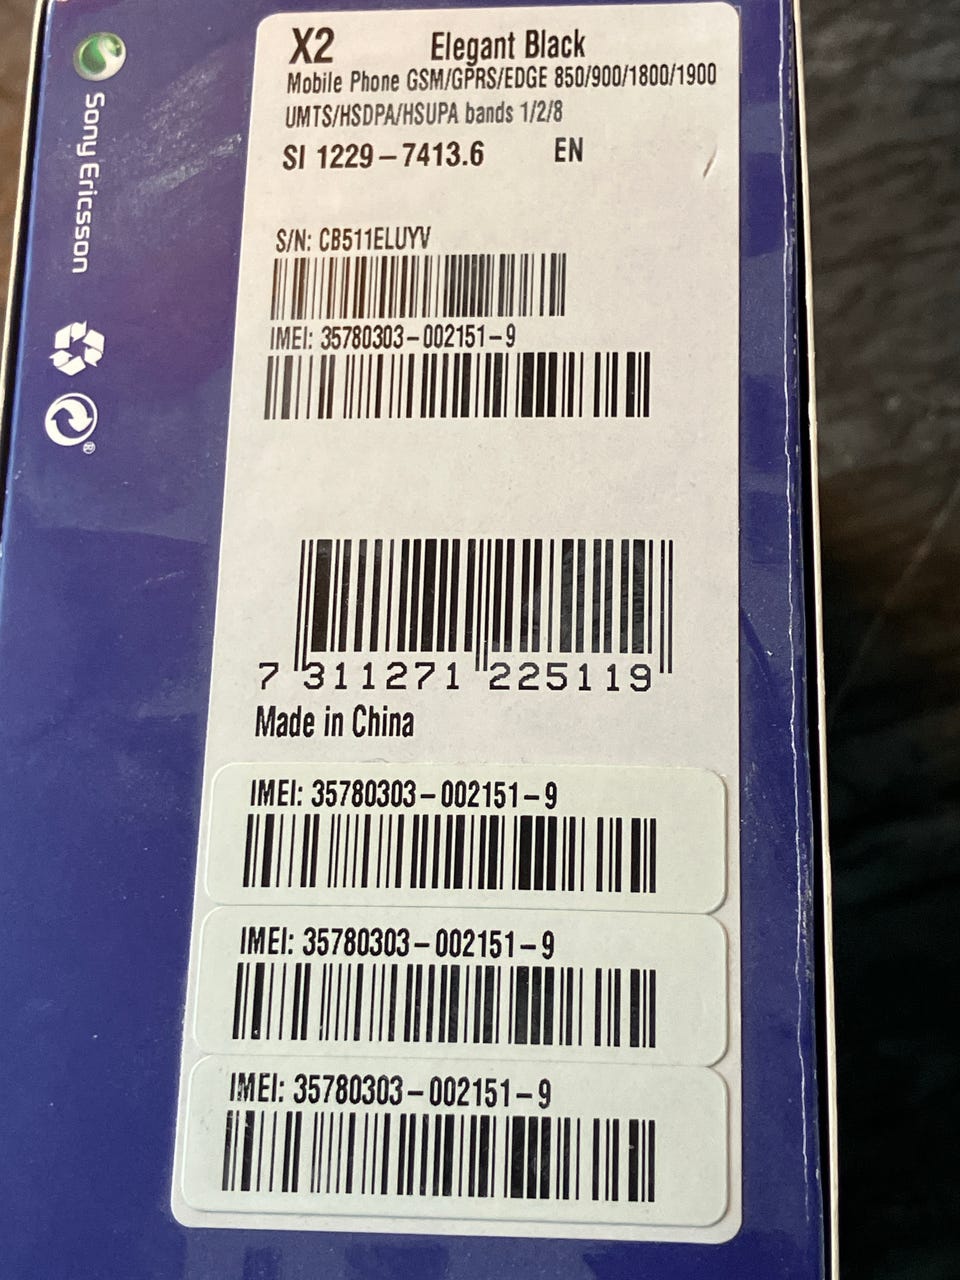 Sony Ericsson
®
X2 Elegant Black
Mobile Phone GSM/GPRS/EDGE 850/900/1800/1900
UMTS/HSDPA/HSUPA bands 1/2/8
SI 1229-7413.6 EN
S/N: CB511ELUYV
IMEI: 35780303-002151-9
7 311271 225119
Made in China
IMEI: 35780303-002151-9
IMEI: 35780303-002151-9
IMEI: 35780303-002151-9